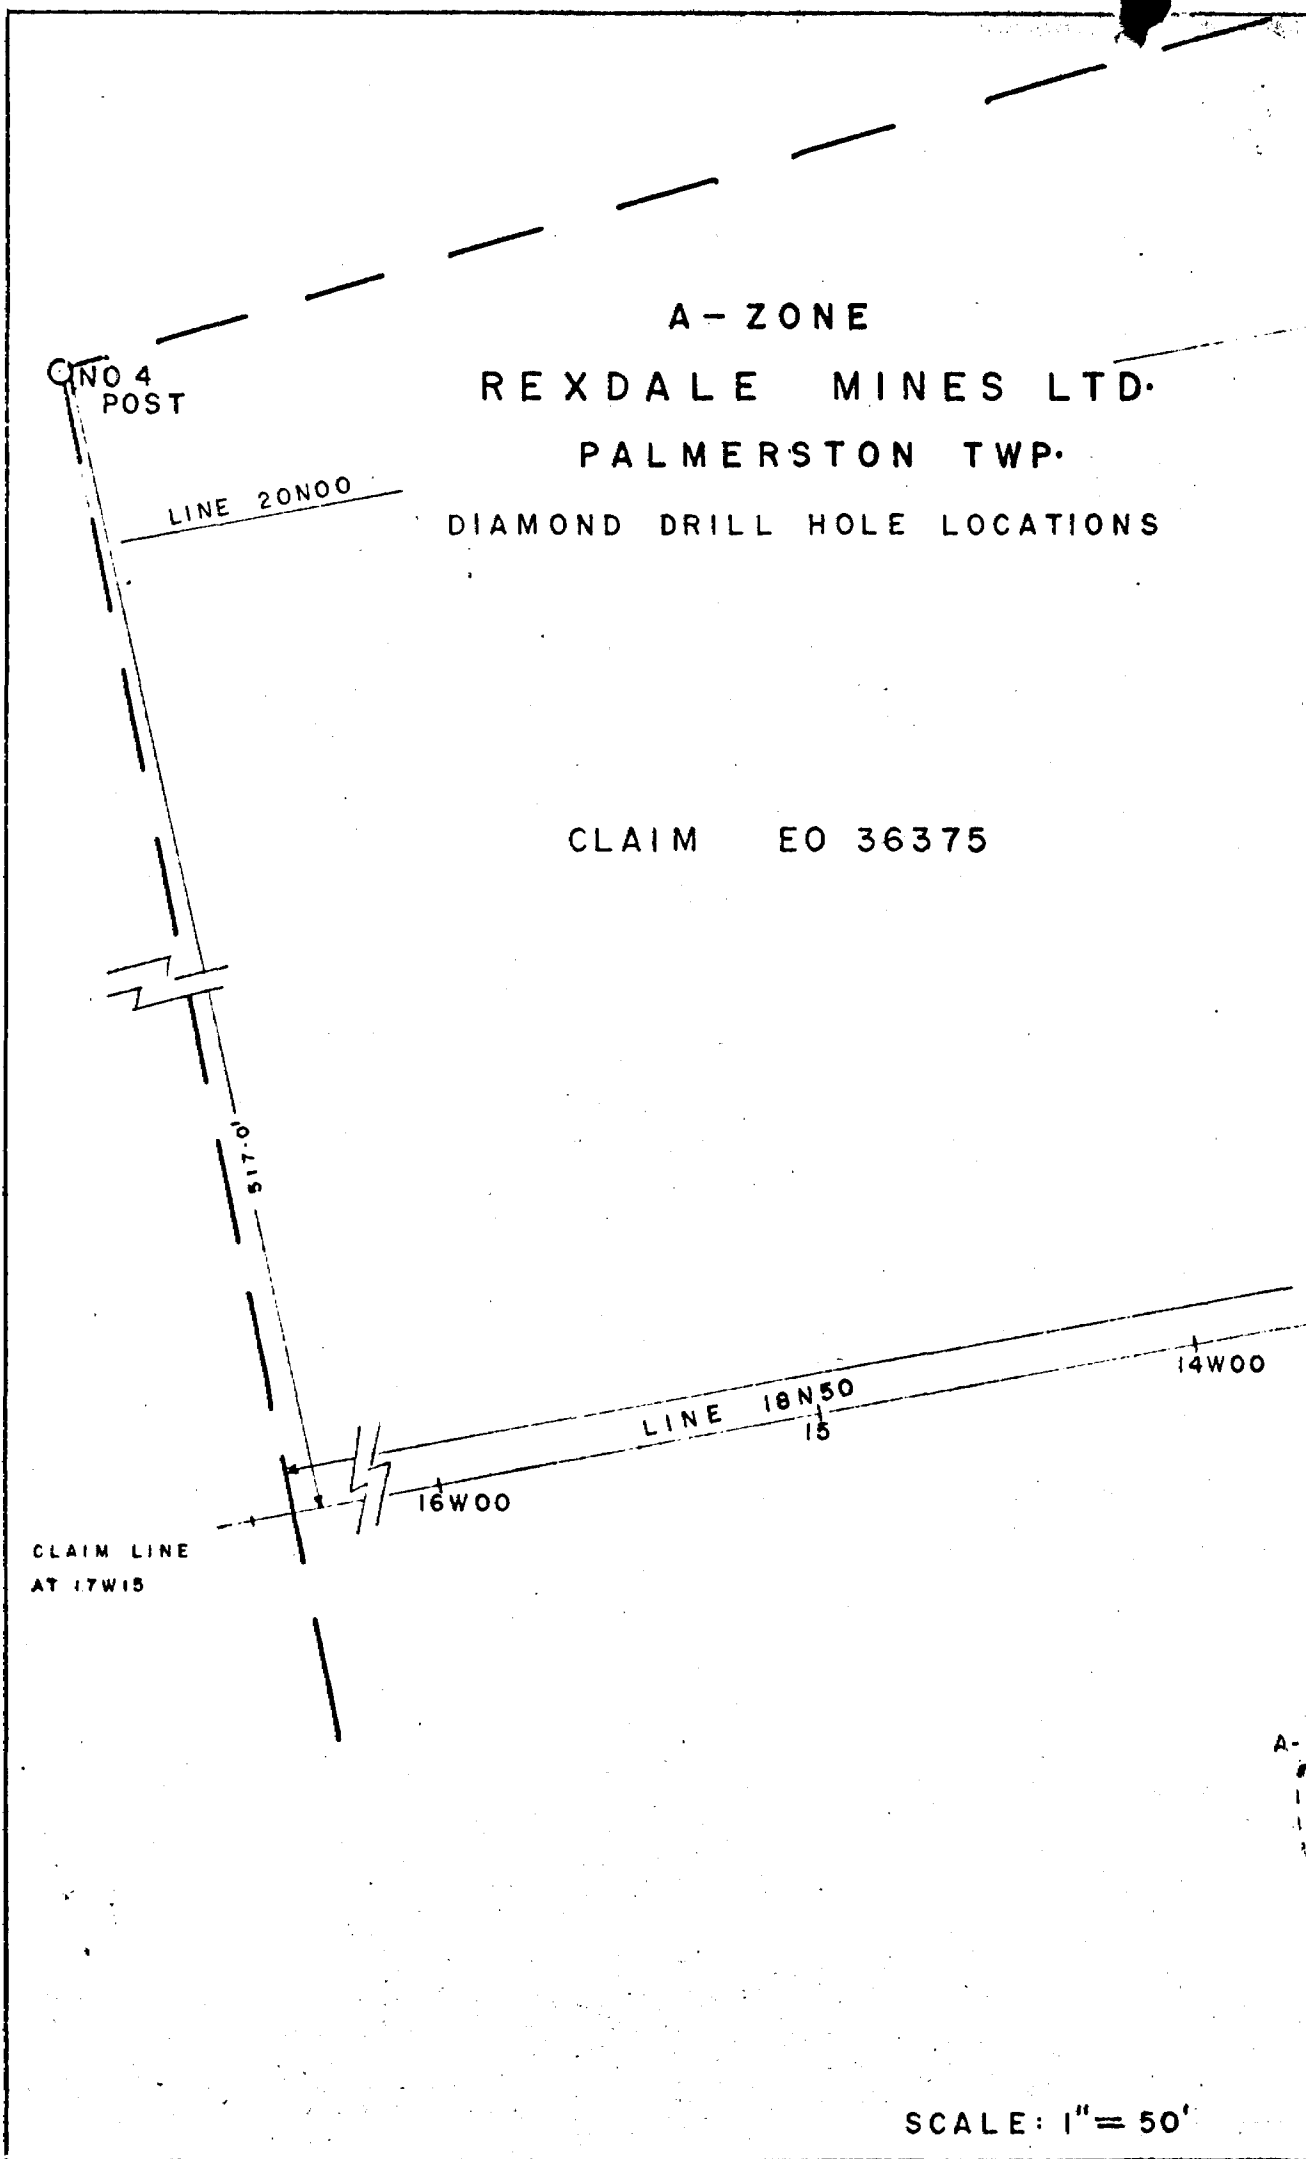 A-ZONE
REXDALE MINES LTD.
PALMERSTON TWP.
DIAMOND DRILL HOLE LOCATIONS
NO 4
POST
LINE 20N00
CLAIM EO 36375
517.0'
LINE 18N50
14W00
15
16W00
CLAIM LINE
AT 17W15
A-
SCALE: 1"=50'